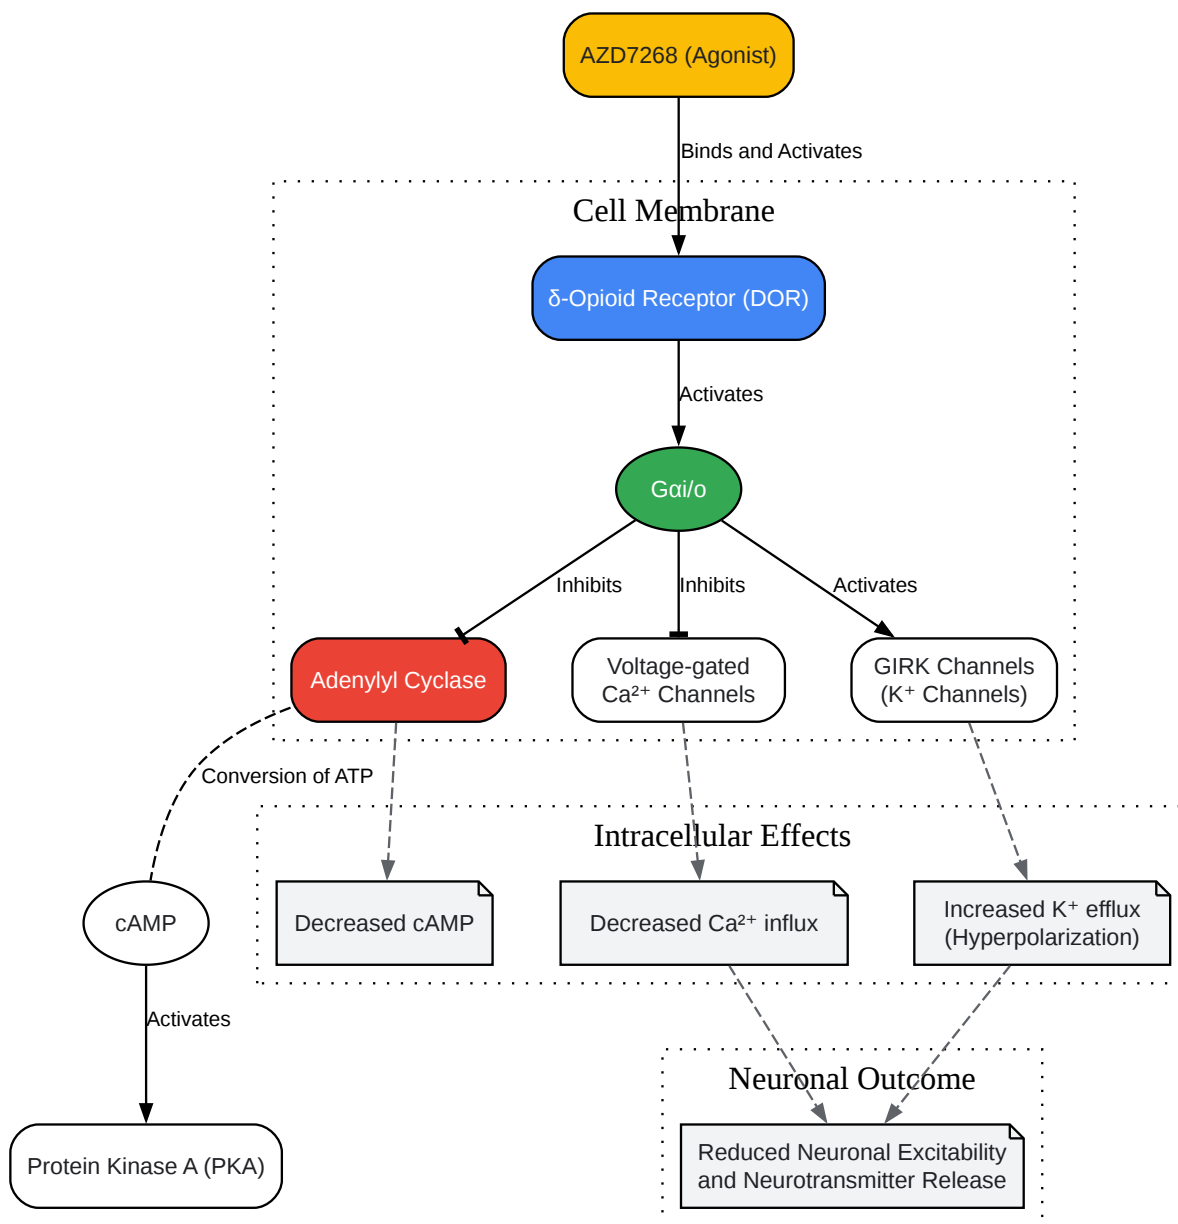 AZD7268 (Agonist)
Binds and Activates
Cell Membrane
δ-Opioid Receptor (DOR)
Activates
Gαi/o
Inhibits
Inhibits
Activates
Adenylyl Cyclase
Voltage-gated
Ca²⁺ Channels
GIRK Channels
(K⁺ Channels)
Conversion of ATP
Intracellular Effects
cAMP
Decreased cAMP
Decreased Ca²⁺ influx
Increased K⁺ efflux
(Hyperpolarization)
Activates
Neuronal Outcome
Protein Kinase A (PKA)
Reduced Neuronal Excitability
and Neurotransmitter Release